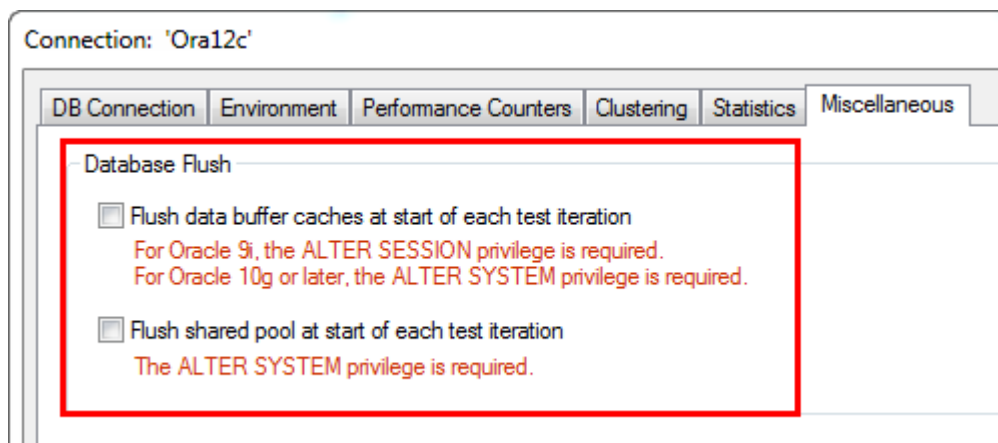 Connection: 'Ora12c'
DB Connection Environment Performance Counters Clustering Statistics Miscellaneous
Database Flush
Flush data buffer caches at start of each test iteration
For Oracle 9i, the ALTER SESSION privilege is required.
For Oracle 10g or later, the ALTER SYSTEM privilege is required.
Flush shared pool at start of each test iteration
The ALTER SYSTEM privilege is required.